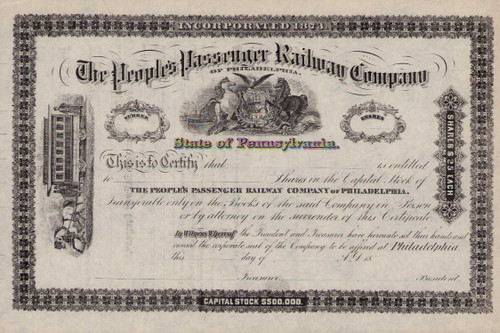 INCORPORATED 1873
The People's Passenger Railway Company
OF PHILADELPHIA.
NUMBER
SHARES
State of Pennsylvania.
SHARES $25 EACH
This is to Certify that is entitled
to Shares in the Capital Stock of
THE PEOPLE'S PASSENGER RAILWAY COMPANY OF PHILADELPHIA.
Transferable only on the Books of the said Company in Person
or by attorney on the surrender of this Certificate
In Witness Whereof the President and Treasurer have hereunto set their hands and
caused the corporate seal of the Company to be affixed at Philadelphia
this day of A.D. 18
Treasurer President
CAPITAL STOCK $500,000.